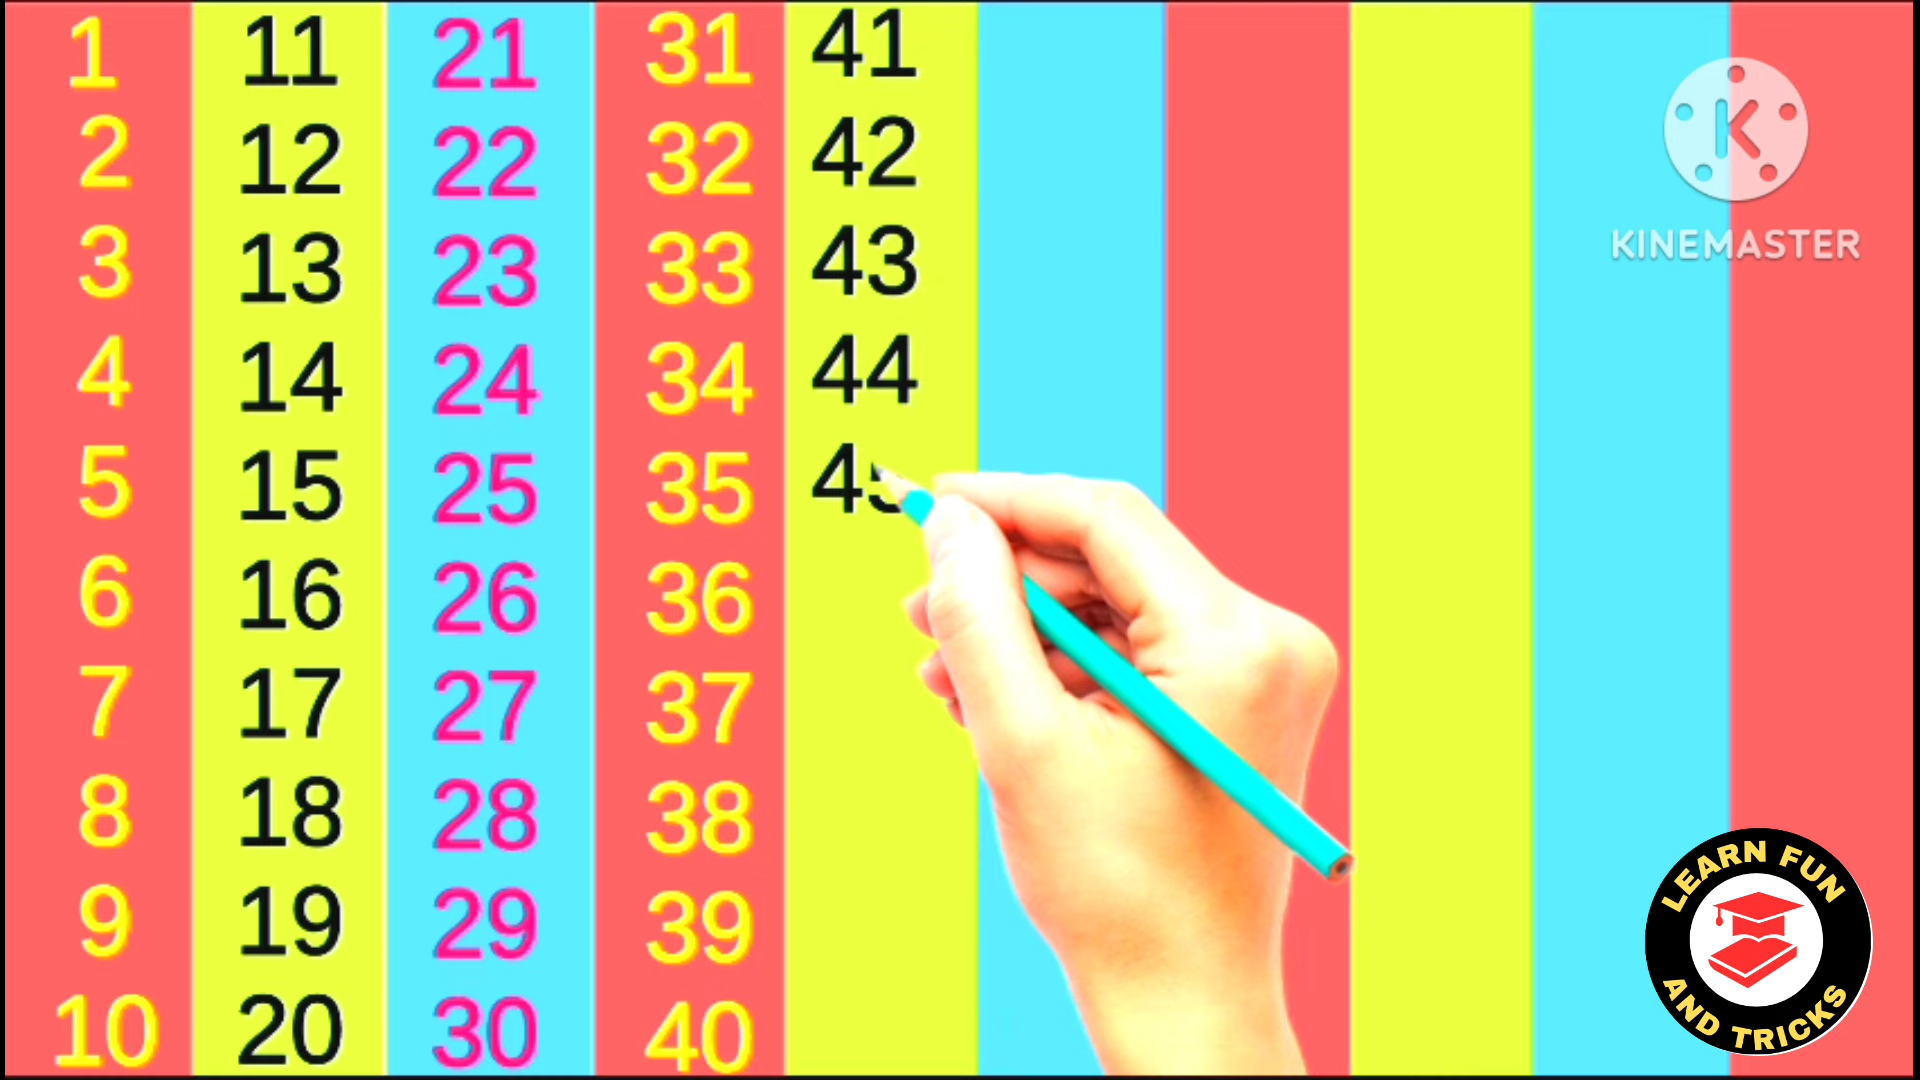 1 11 21 31 41
2 12 22 32 42
3 13 23 33 43
4 14 24 34 44
5 15 25 35 45
6 16 26 36
7 17 27 37
8 18 28 38
9 19 29 39
10 20 30 40
K
KINEMASTER
LEARN FUN
AND TRICKS